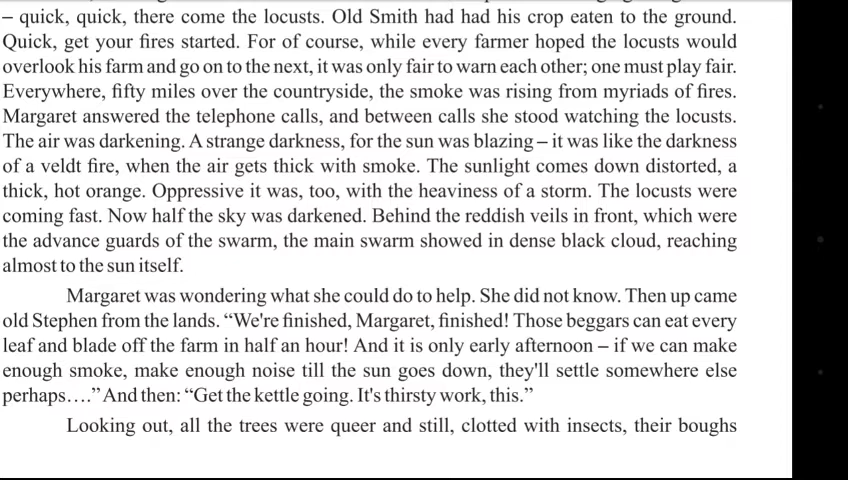 – quick, quick, there come the locusts. Old Smith had had his crop eaten to the ground.
Quick, get your fires started. For of course, while every farmer hoped the locusts would
overlook his farm and go on to the next, it was only fair to warn each other; one must play fair.
Everywhere, fifty miles over the countryside, the smoke was rising from myriads of fires.
Margaret answered the telephone calls, and between calls she stood watching the locusts.
The air was darkening. A strange darkness, for the sun was blazing – it was like the darkness
of a veldt fire, when the air gets thick with smoke. The sunlight comes down distorted, a
thick, hot orange. Oppressive it was, too, with the heaviness of a storm. The locusts were
coming fast. Now half the sky was darkened. Behind the reddish veils in front, which were
the advance guards of the swarm, the main swarm showed in dense black cloud, reaching
almost to the sun itself.
Margaret was wondering what she could do to help. She did not know. Then up came
old Stephen from the lands. “We're finished, Margaret, finished! Those beggars can eat every
leaf and blade off the farm in half an hour! And it is only early afternoon – if we can make
enough smoke, make enough noise till the sun goes down, they'll settle somewhere else
perhaps....” And then: “Get the kettle going. It's thirsty work, this.”
Looking out, all the trees were queer and still, clotted with insects, their boughs